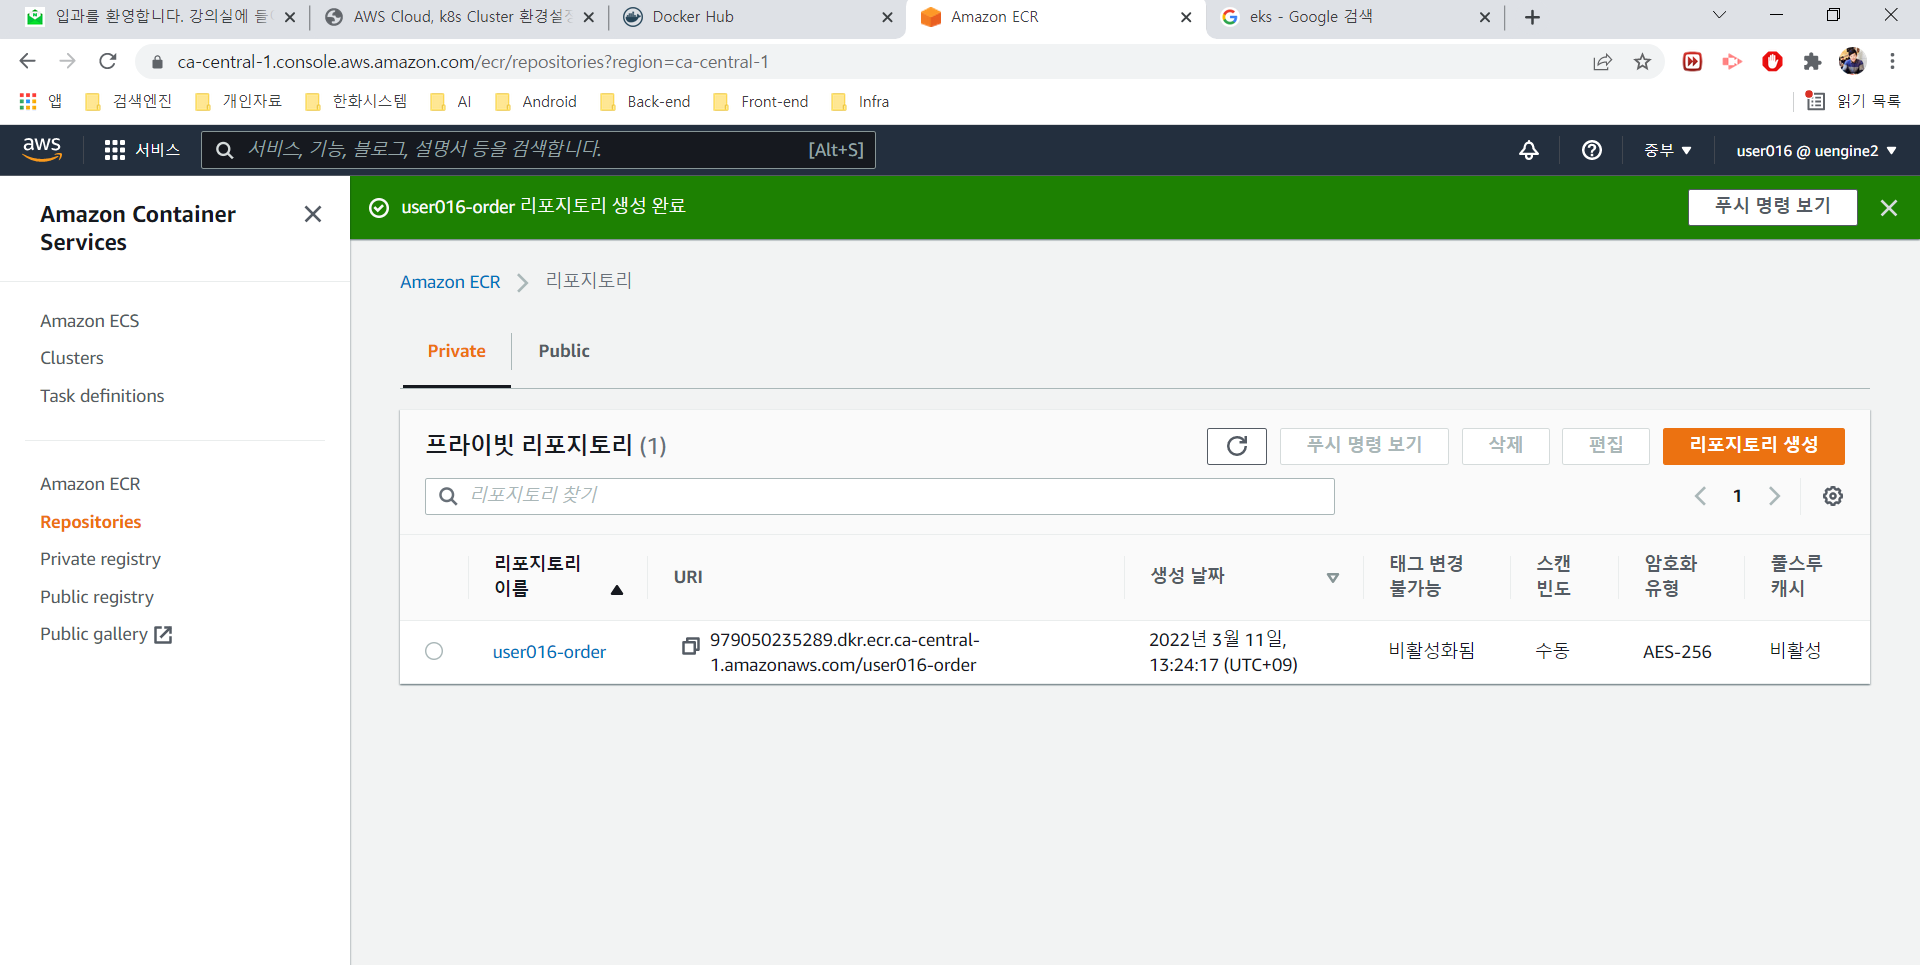 입과를 환영합니다. 강의실에 들
AWS Cloud, k8s Cluster 환경설정
Docker Hub
Amazon ECR
eks - Google 검색
ca-central-1.console.aws.amazon.com/ecr/repositories?region=ca-central-1
앱
검색엔진
개인자료
한화시스템
AI
Android
Back-end
Front-end
Infra
읽기 목록
aws
서비스
서비스, 기능, 블로그, 설명서 등을 검색합니다.
[Alt+S]
중부
user016 @ uengine2
Amazon Container
Services
user016-order 리포지토리 생성 완료
푸시 명령 보기
Amazon ECS
Clusters
Task definitions
Amazon ECR
Repositories
Private registry
Public registry
Public gallery
Amazon ECR
리포지토리
Private
Public
프라이빗 리포지토리 (1)
푸시 명령 보기
삭제
편집
리포지토리 생성
리포지토리 찾기
1
리포지토리
이름
URI
생성 날짜
태그 변경
불가능
스캔
빈도
암호화
유형
풀스루
캐시
user016-order
979050235289.dkr.ecr.ca-central-
1.amazonaws.com/user016-order
2022년 3월 11일,
13:24:17 (UTC+09)
비활성화됨
수동
AES-256
비활성